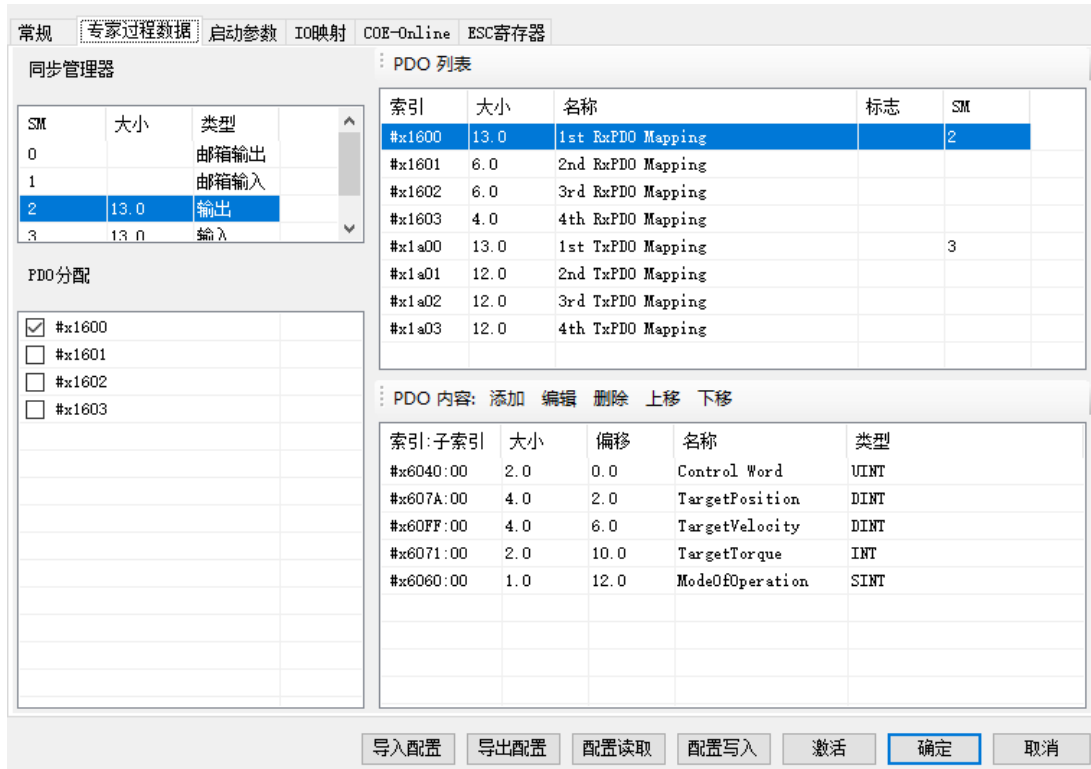 常规 专家过程数据 启动参数 IO映射 COE-Online ESC寄存器
同步管理器
SM 大小 类型
0 邮箱输出
1 邮箱输入
2 13.0 输出
3 13.0 输入
PDO分配
#x1600
#x1601
#x1602
#x1603
PDO 列表
索引 大小 名称 标志 SM
#x1600 13.0 1st RxPDO Mapping 2
#x1601 6.0 2nd RxPDO Mapping
#x1602 6.0 3rd RxPDO Mapping
#x1603 4.0 4th RxPDO Mapping
#x1a00 13.0 1st TxPDO Mapping 3
#x1a01 12.0 2nd TxPDO Mapping
#x1a02 12.0 3rd TxPDO Mapping
#x1a03 12.0 4th TxPDO Mapping
PDO 内容: 添加 编辑 删除 上移 下移
索引:子索引 大小 偏移 名称 类型
#x6040:00 2.0 0.0 Control Word UINT
#x607A:00 4.0 2.0 TargetPosition DINT
#x60FF:00 4.0 6.0 TargetVelocity DINT
#x6071:00 2.0 10.0 TargetTorque INT
#x6060:00 1.0 12.0 ModeOfOperation SINT
导入配置 导出配置 配置读取 配置写入 激活 确定 取消